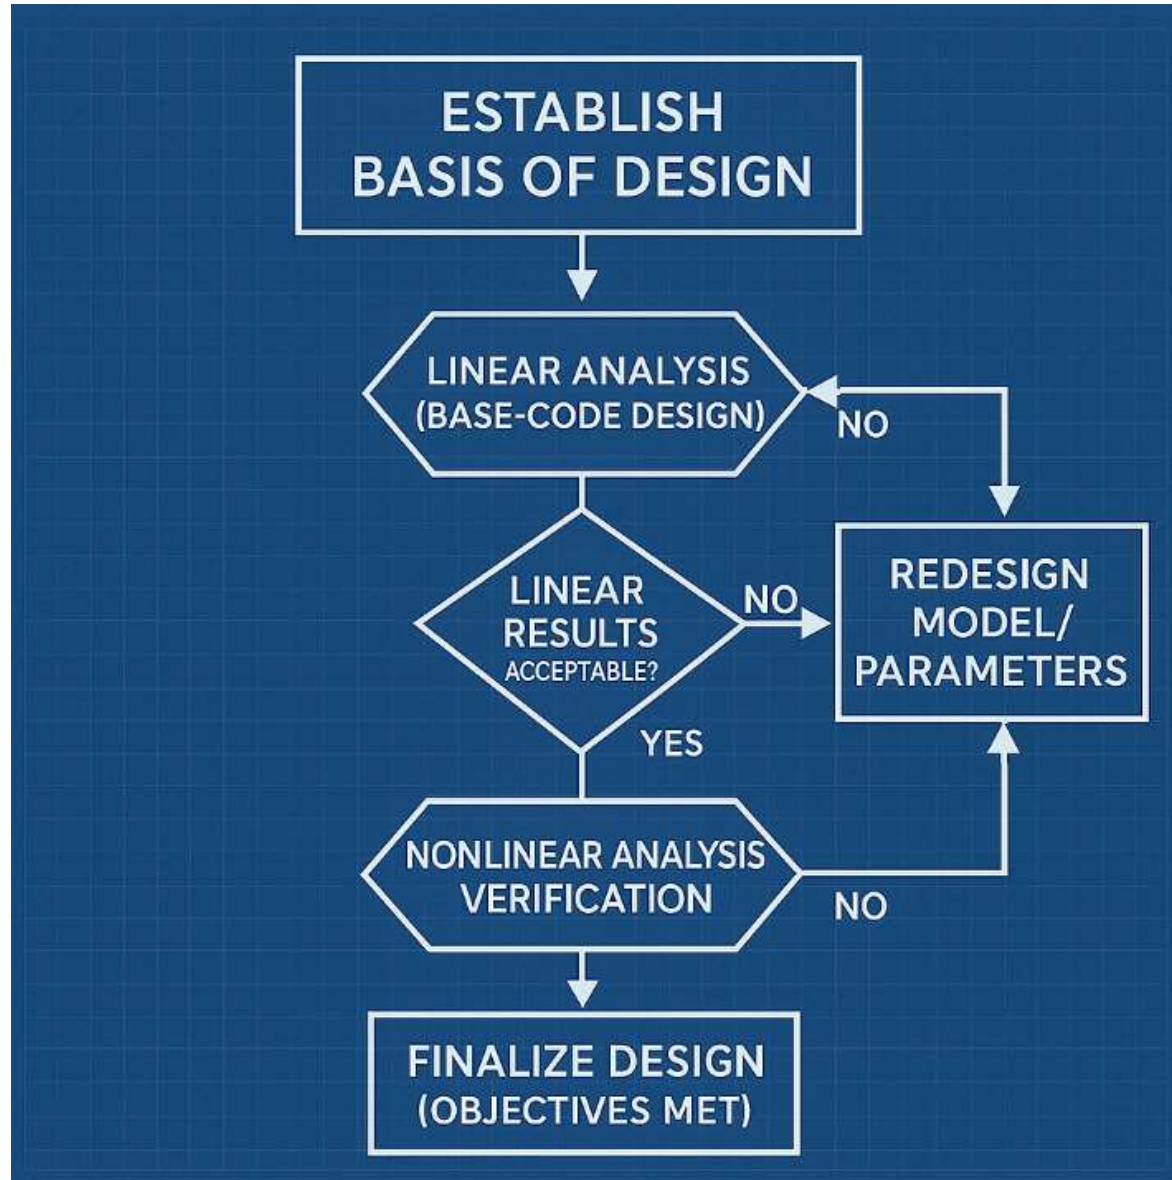 ESTABLISH
BASIS OF DESIGN
LINEAR ANALYSIS
(BASE-CODE DESIGN)
NO
LINEAR
RESULTS
ACCEPTABLE?
NO
REDESIGN
MODEL/
PARAMETERS
YES
NONLINEAR ANALYSIS
VERIFICATION
NO
FINALIZE DESIGN
(OBJECTIVES MET)